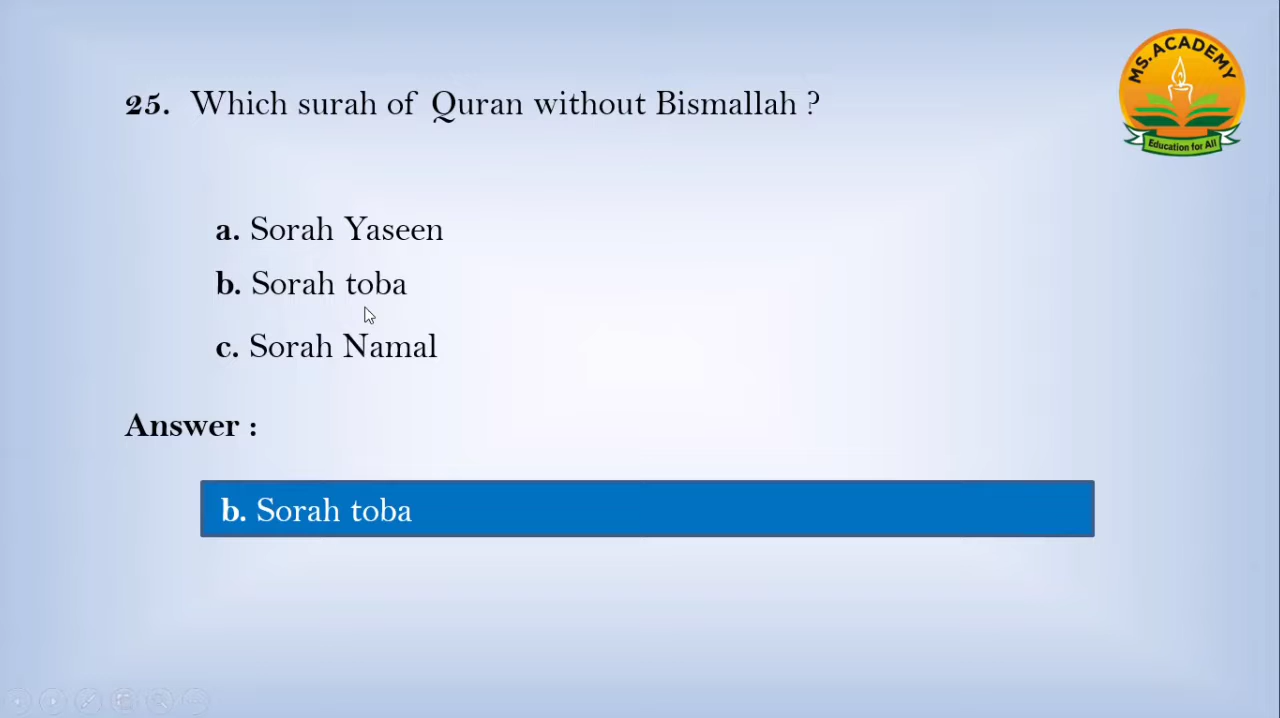 MS.ACADEMY
Education for All
25. Which surah of Quran without Bismallah ?
a. Sorah Yaseen
b. Sorah toba
c. Sorah Namal
Answer :
b. Sorah toba